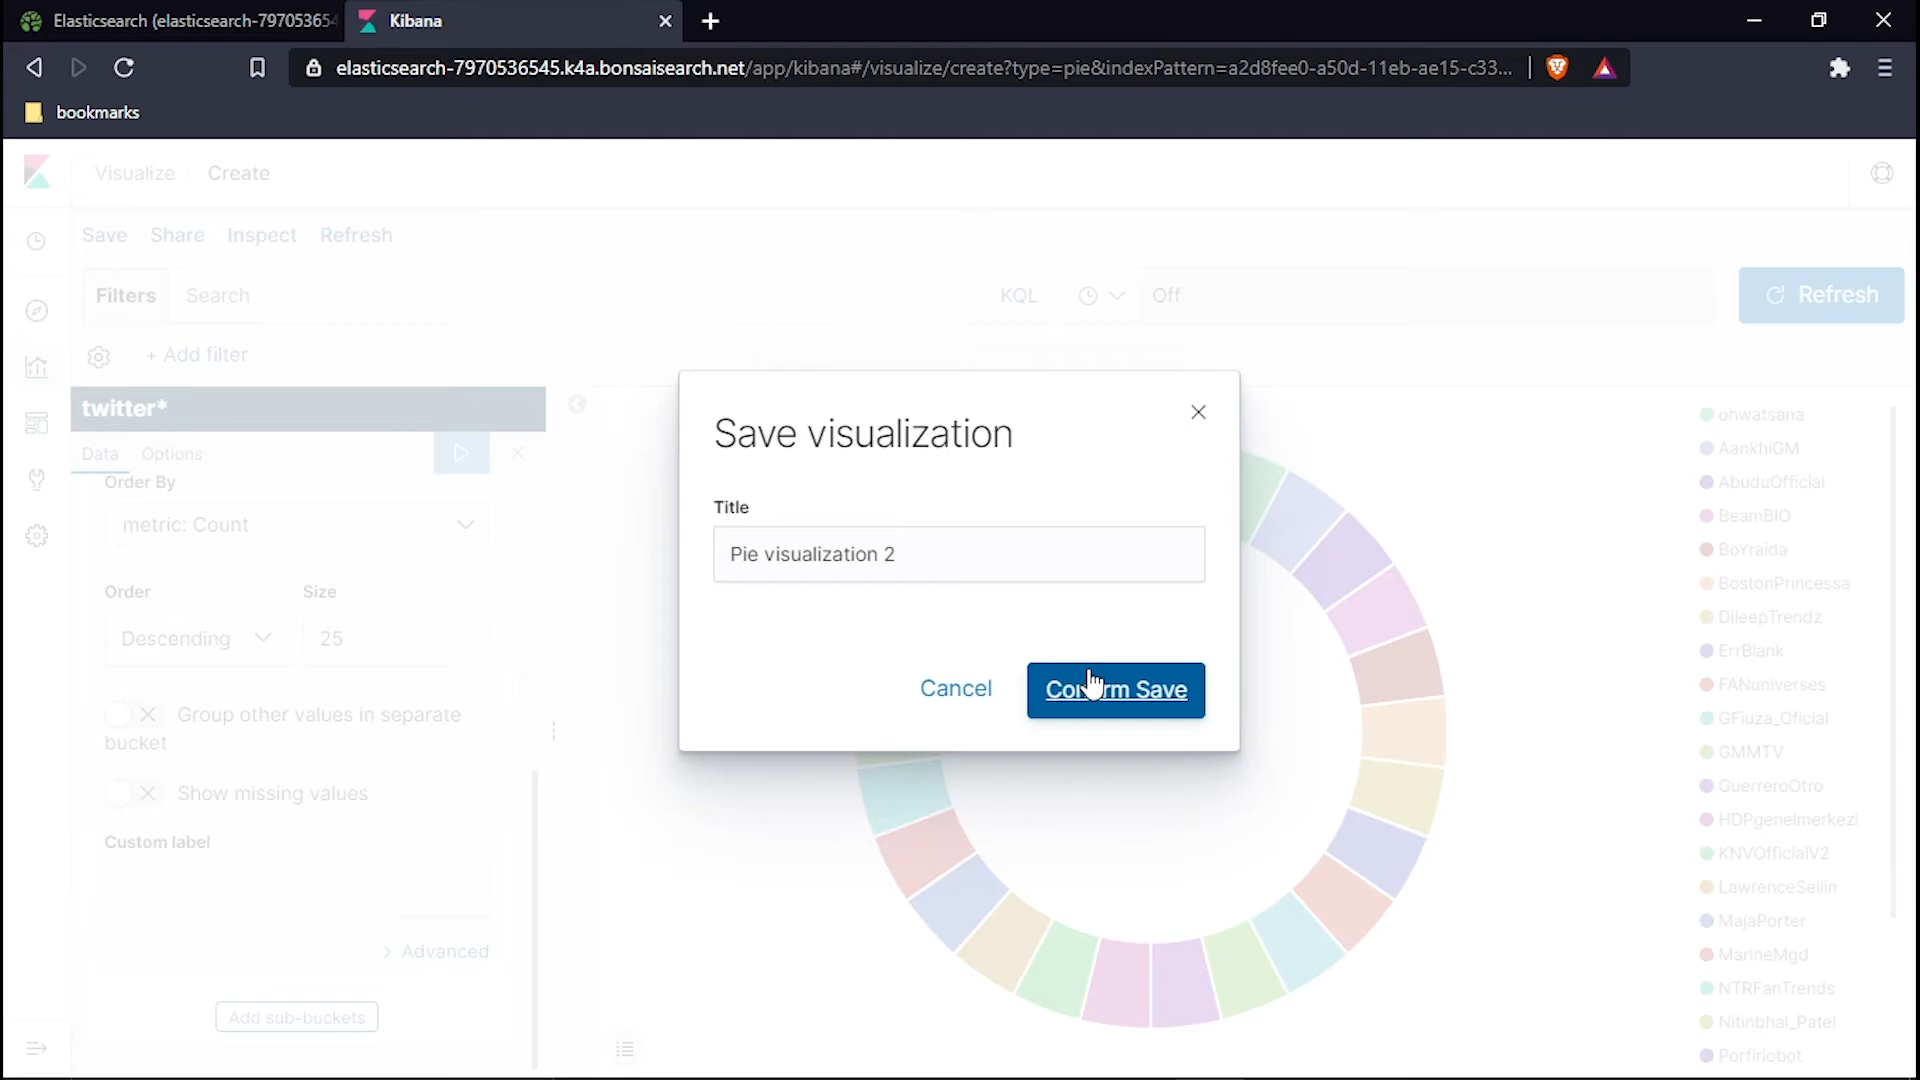 Elasticsearch (elasticsearch-797053654
Kibana
elasticsearch-7970536545.k4a.bonsaisearch.net/app/kibana#/visualize/create?type=pie&indexPattern=a2d8fee0-a50d-11eb-ae15-c33...
bookmarks
Visualize Create
Save Share Inspect Refresh
Filters Search KQL Off Refresh
+ Add filter
twitter*
Data Options
Order By
metric: Count
Order Size
Descending 25
Group other values in separate
bucket
Show missing values
Custom label
Advanced
Add sub-buckets
Save visualization
Title
Pie visualization 2
Cancel Confirm Save
ohwatsana
AankhiGM
AbuduOfficial
BeamBIO
BoYraida
BostonPrincessa
DileepTrendz
ErrBlank
FANuniverses
GFiuza_Oficial
GMMTV
GuerreroOtro
HDPgenelmerkezi
KNVOfficialV2
LawrenceSellin
MajaPorter
MarineMgd
NTRFanTrends
Nitinbhai_Patel
Porfiriobot